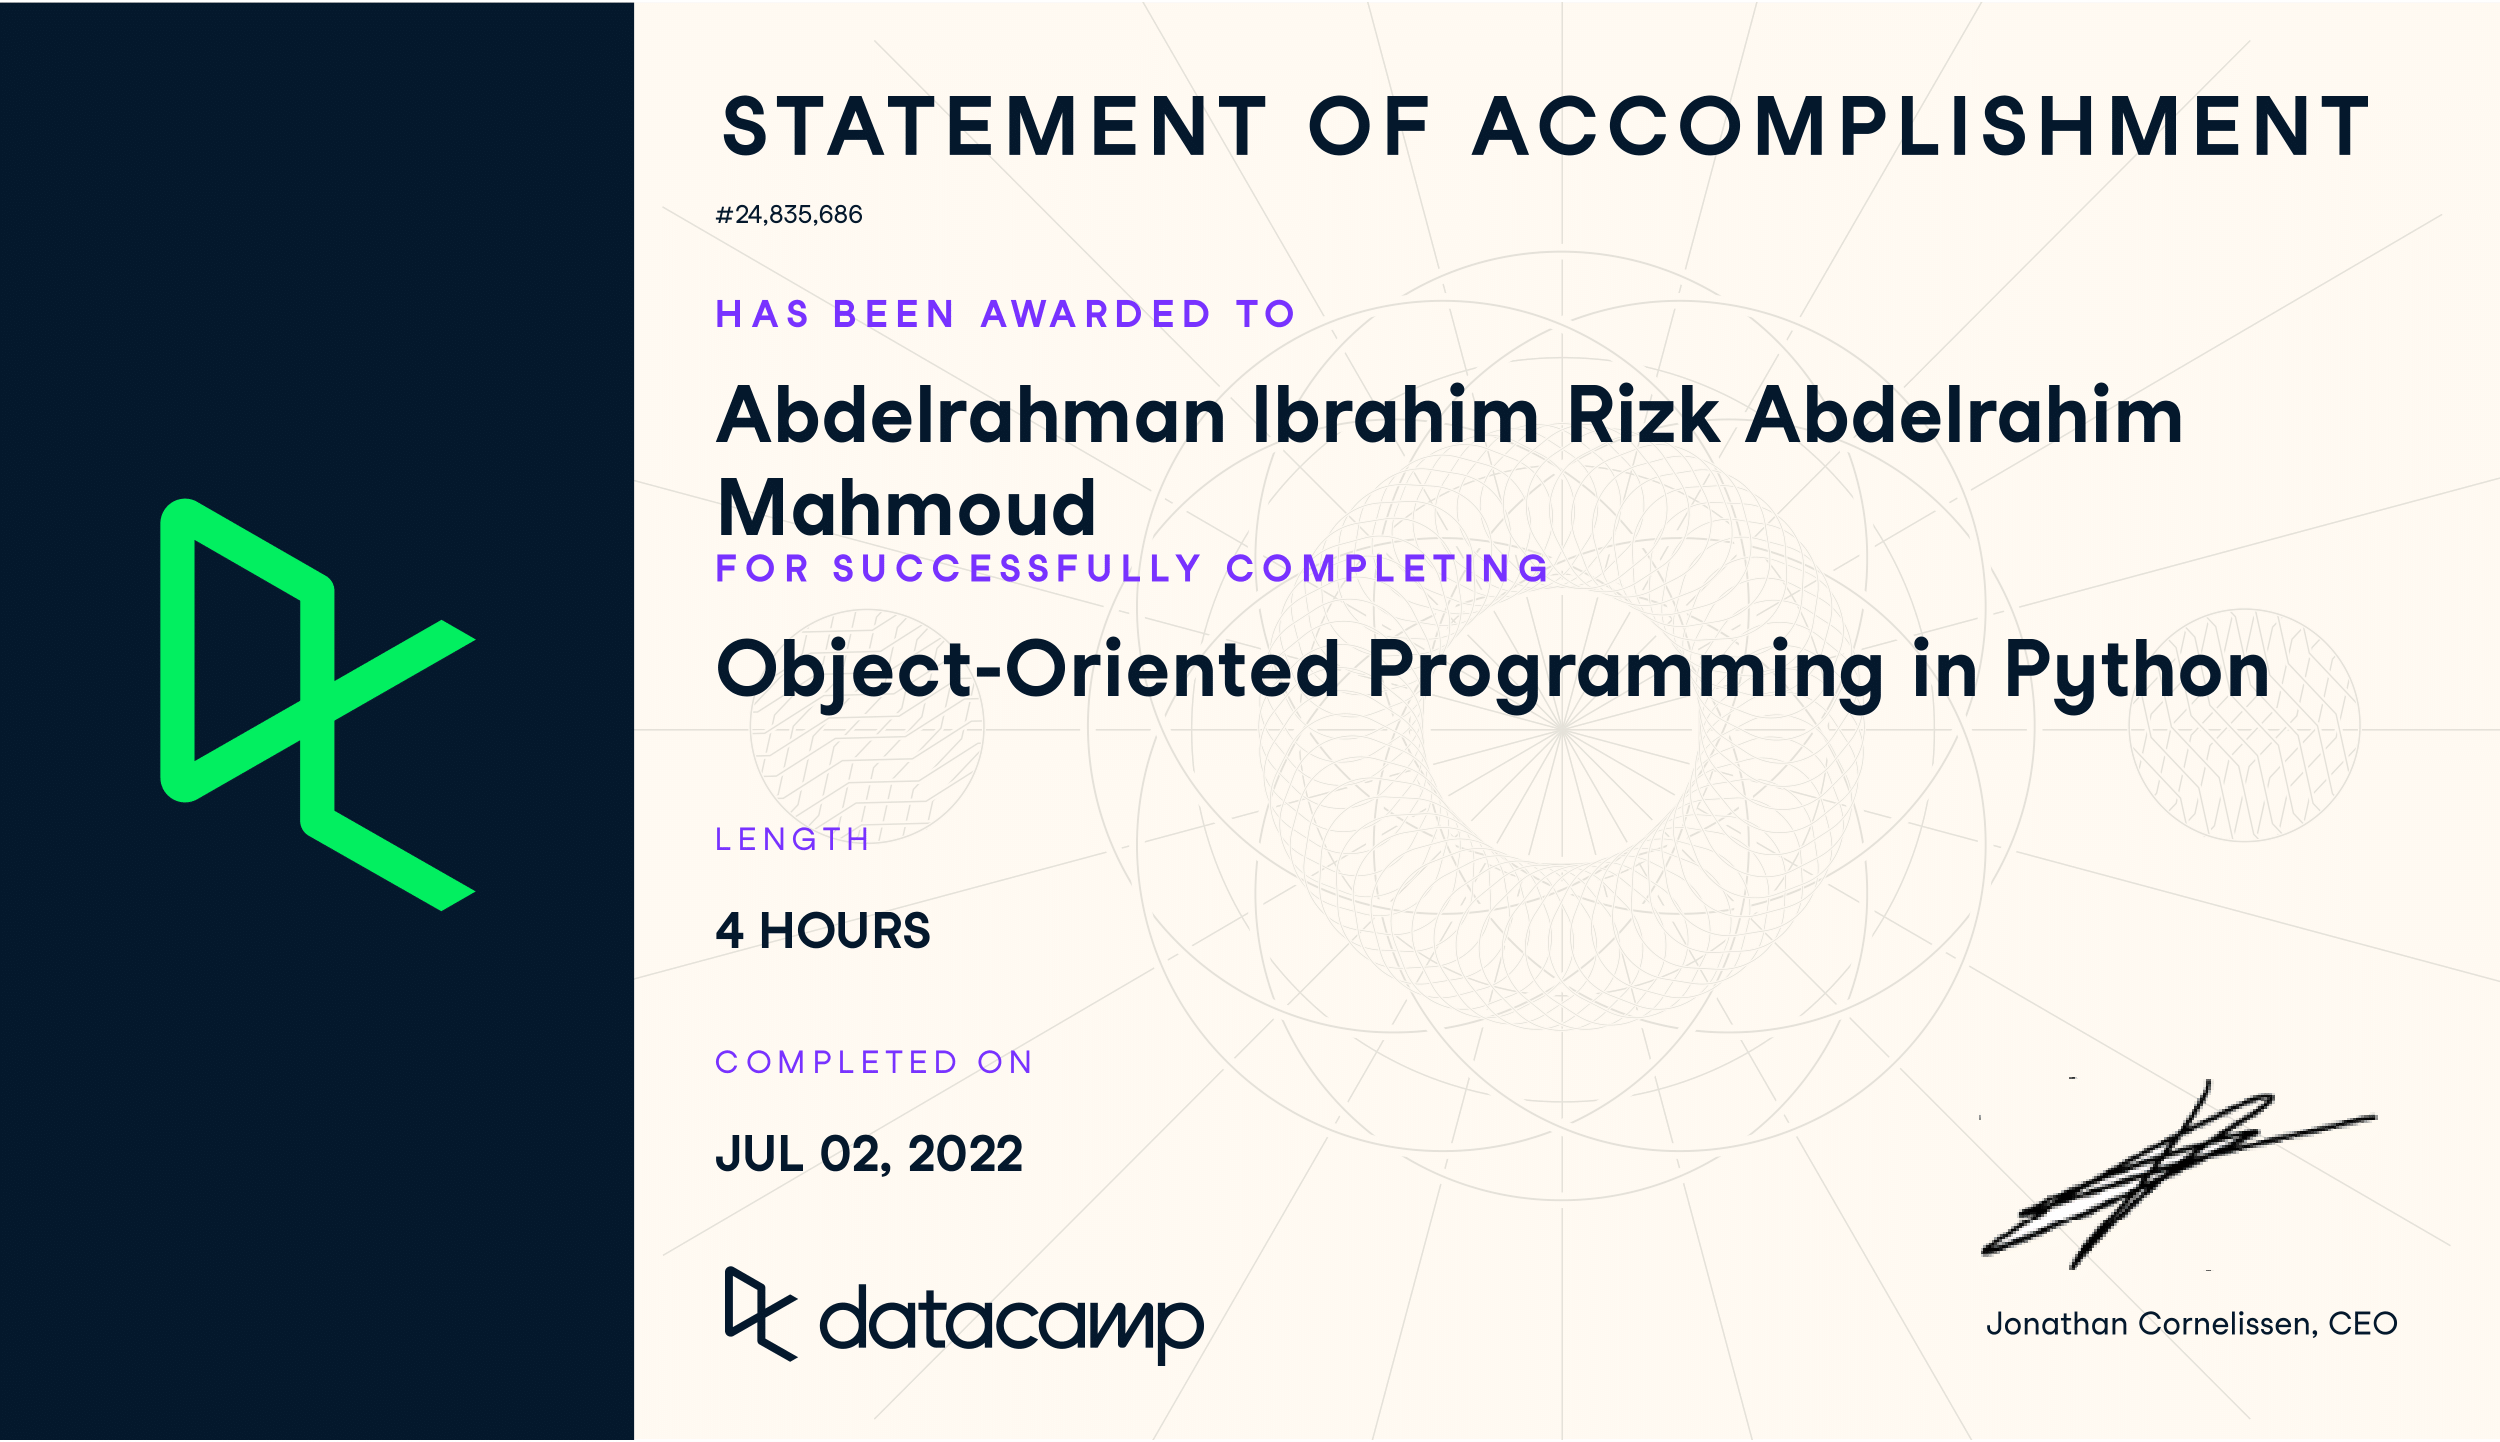 STATEMENT OF ACCOMPLISHMENT
#24,835,686
HAS BEEN AWARDED TO
Abdelrahman Ibrahim Rizk Abdelrahim
Mahmoud
FOR SUCCESSFULLY COMPLETING
Object-Oriented Programming in Python
LENGTH
4 HOURS
COMPLETED ON
JUL 02, 2022
datacamp
Jonathan Cornelissen, CEO